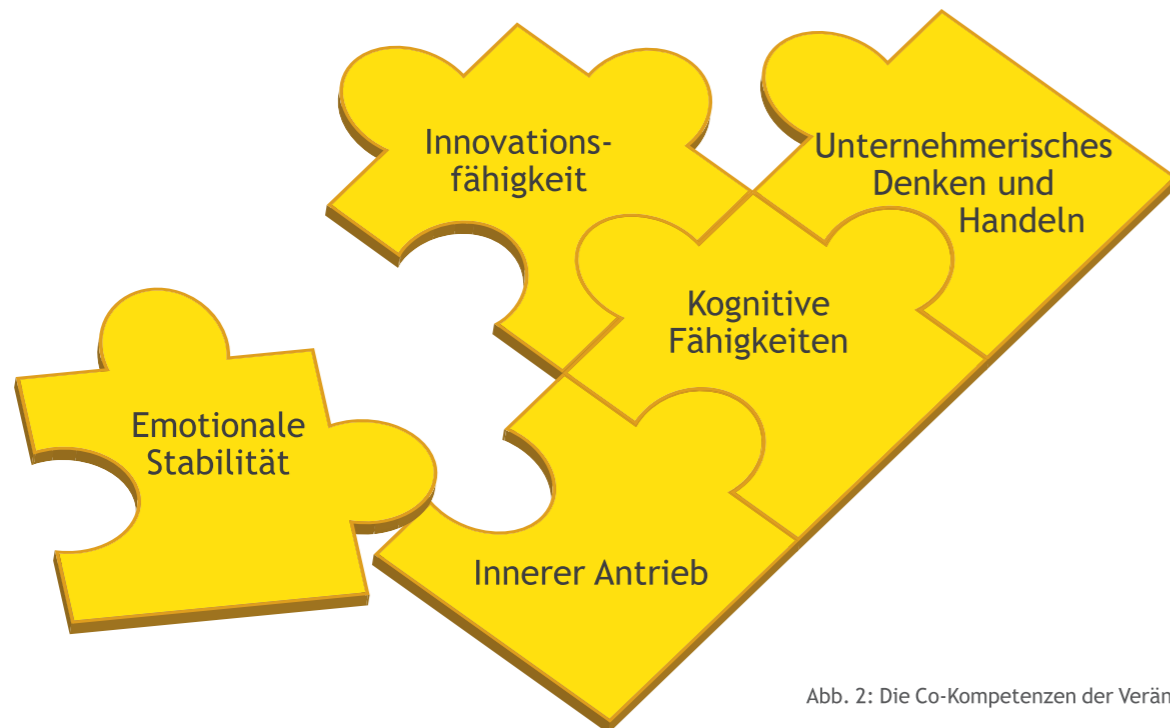 Innovations-
fähigkeit
Unternehmerisches
Denken und
Handeln
Kognitive
Fähigkeiten
Emotionale
Stabilität
Innerer Antrieb
Abb. 2: Die Co-Kompetenzen der Verän